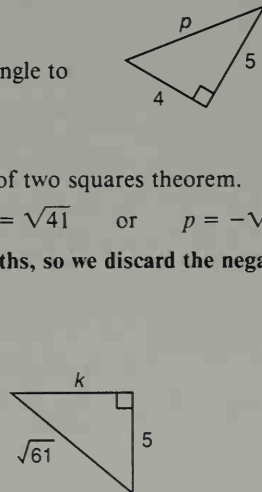 p
ngle to
5
4
of two squares theorem.
= √41 or p = −√
ths, so we discard the nega
k
√61
5